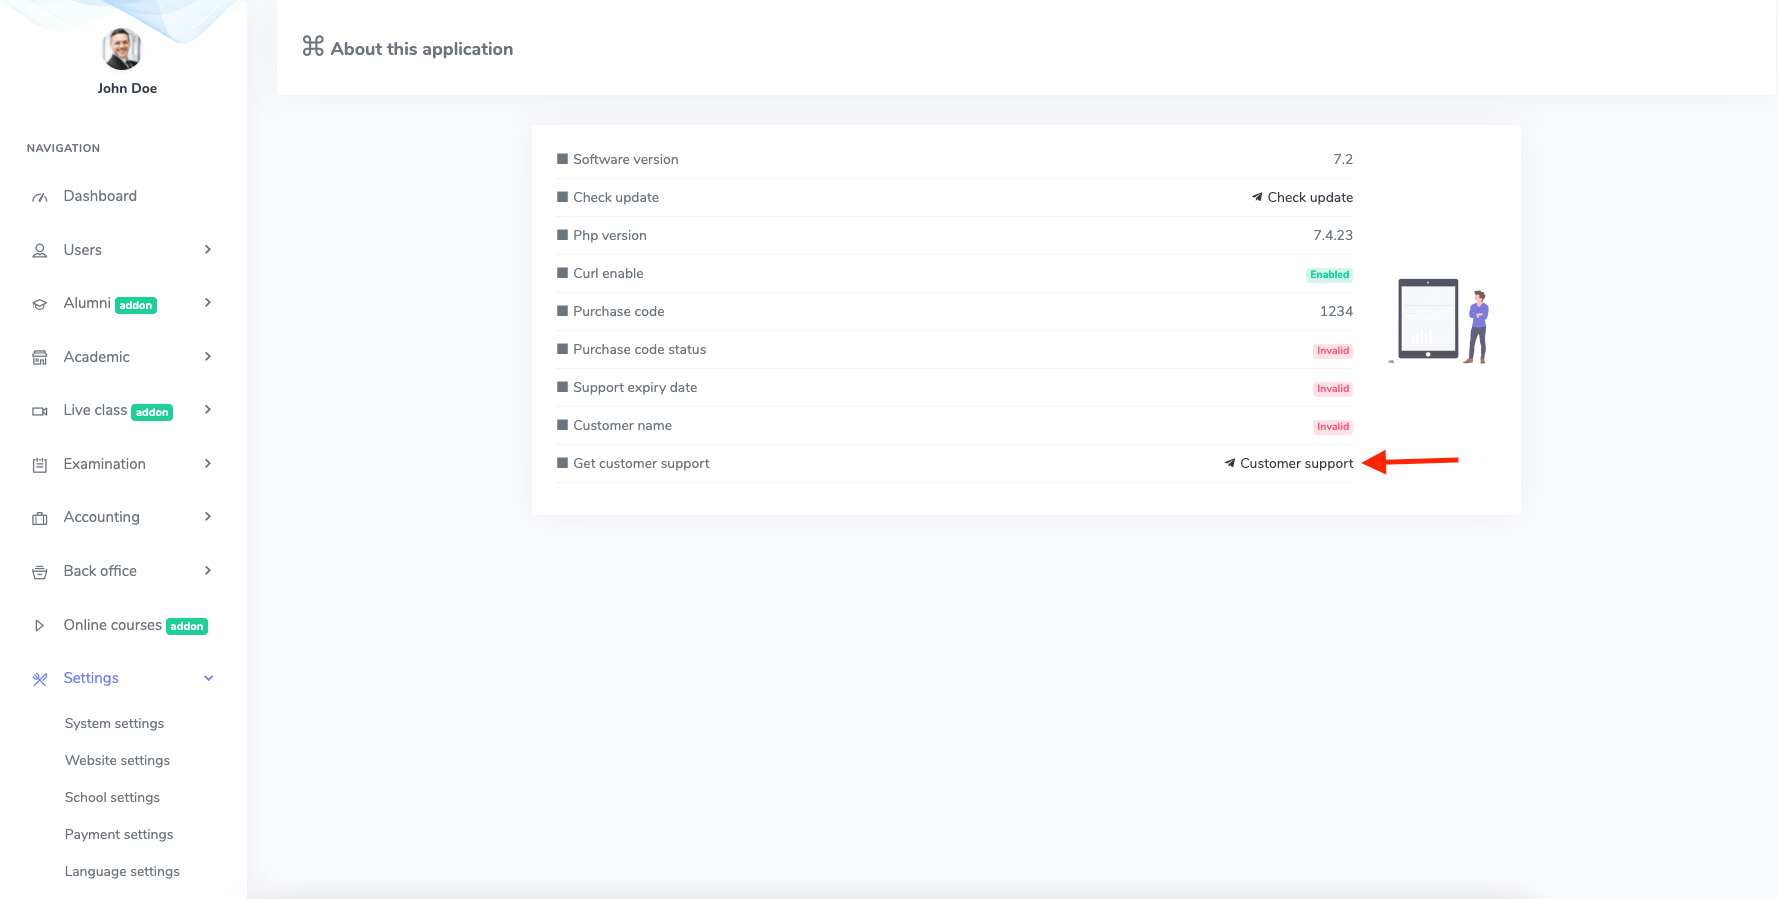 John Doe
NAVIGATION
Dashboard
Users
Alumni addon
Academic
Live class addon
Examination
Accounting
Back office
Online courses addon
Settings
System settings
Website settings
School settings
Payment settings
Language settings
About this application
Software version 7.2
Check update Check update
Php version 7.4.23
Curl enable Enabled
Purchase code 1234
Purchase code status Invalid
Support expiry date Invalid
Customer name Invalid
Get customer support Customer support